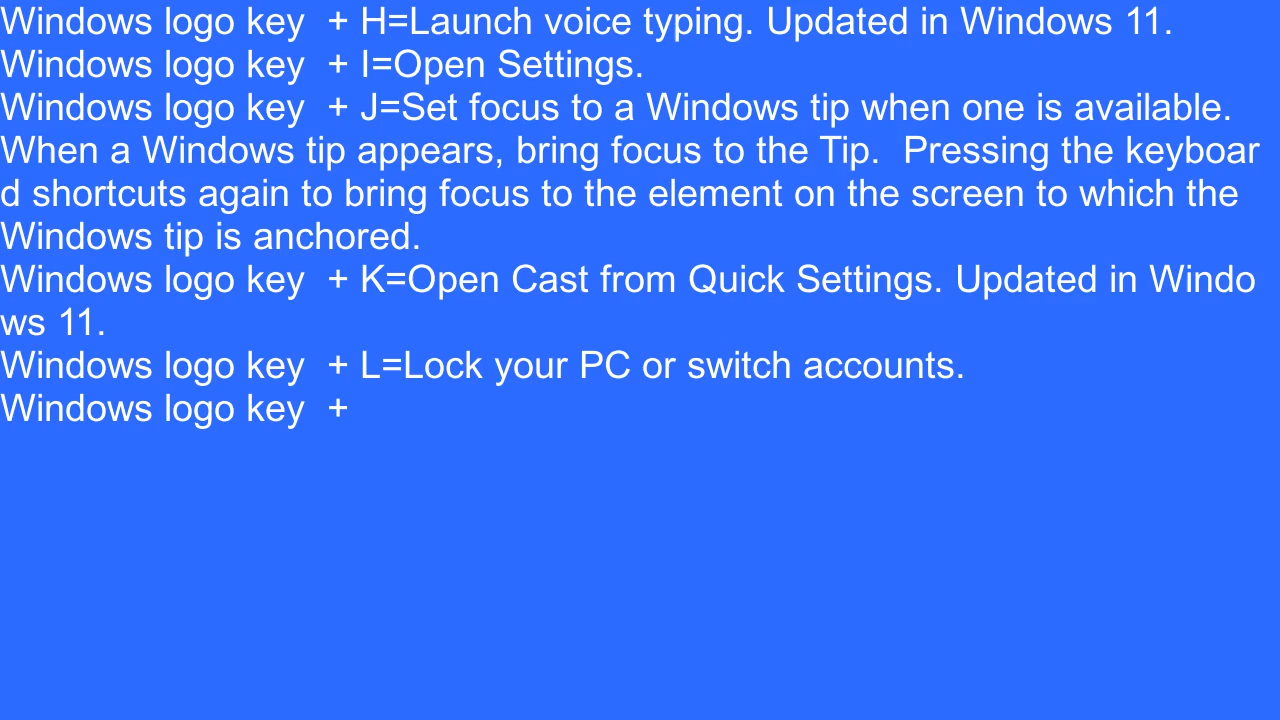 Windows logo key  + H=Launch voice typing. Updated in Windows 11.
Windows logo key  + I=Open Settings.
Windows logo key  + J=Set focus to a Windows tip when one is available.
When a Windows tip appears, bring focus to the Tip.  Pressing the keyboar
d shortcuts again to bring focus to the element on the screen to which the
Windows tip is anchored.
Windows logo key  + K=Open Cast from Quick Settings. Updated in Windo
ws 11.
Windows logo key  + L=Lock your PC or switch accounts.
Windows logo key  +